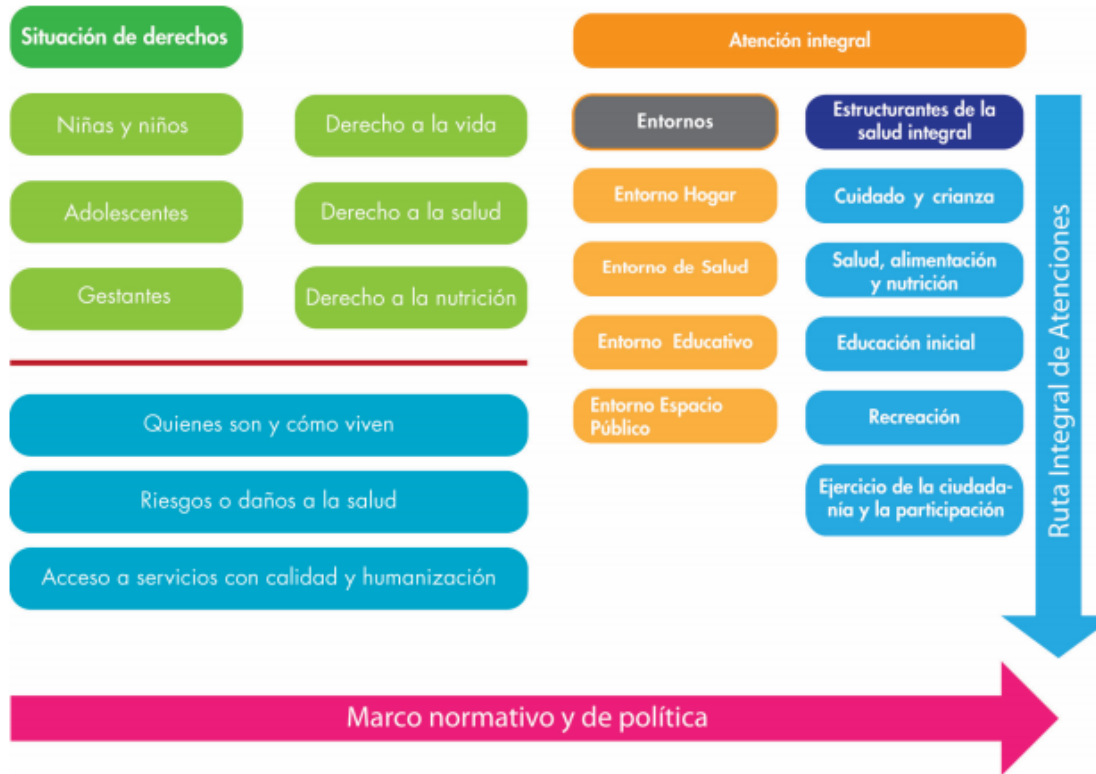 Situación de derechos
Niñas y niños
Derecho a la vida
Adolescentes
Derecho a la salud
Gestantes
Derecho a la nutrición
Quienes son y cómo viven
Riesgos o daños a la salud
Acceso a servicios con calidad y humanización
Atención integral
Entornos
Entorno Hogar
Entorno de Salud
Entorno Educativo
Entorno Espacio
Público
Estructurantes de la
salud integral
Cuidado y crianza
Salud, alimentación
y nutrición
Educación inicial
Recreación
Ejercicio de la ciudada-
nía y la participación
Ruta Integral de Atenciones
Marco normativo y de política